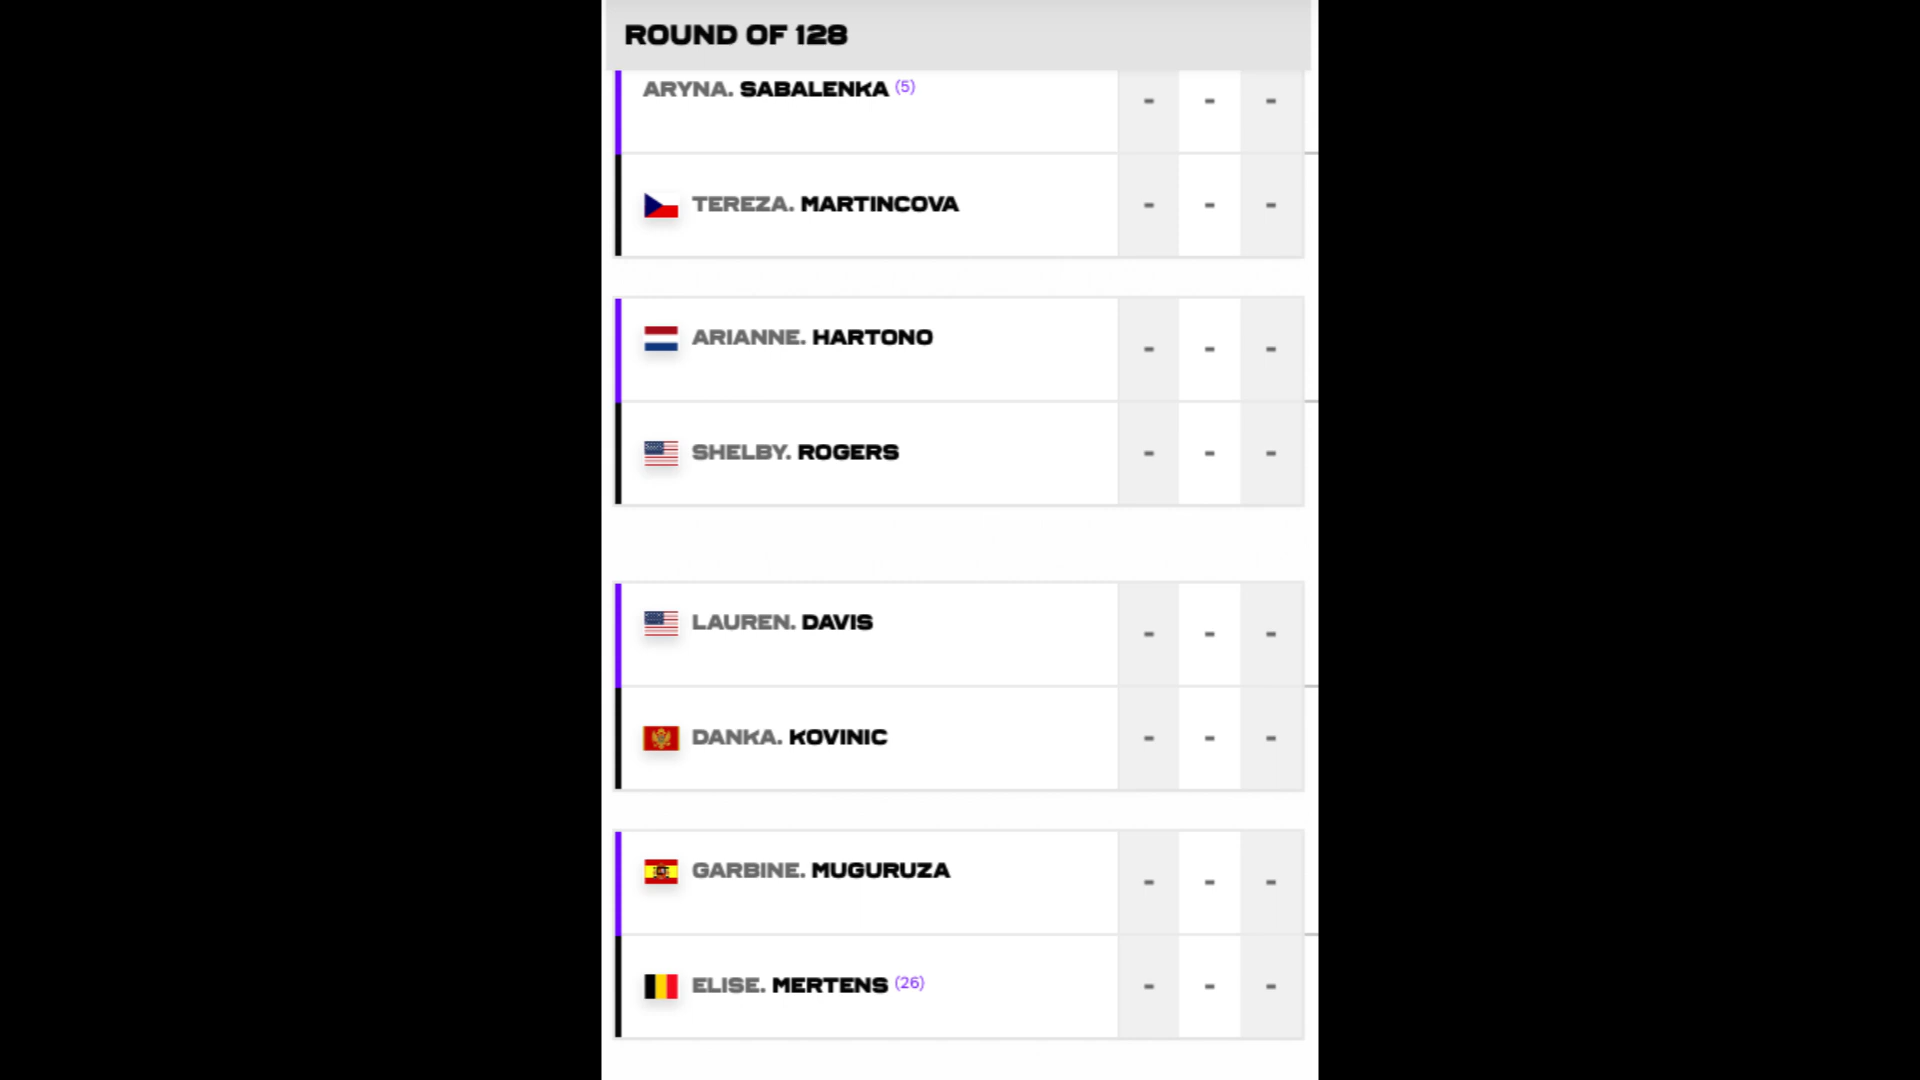 ROUND OF 128
ARYNA. SABALENKA (5) - - -
TEREZA. MARTINCOVA - - -
ARIANNE. HARTONO - - -
SHELBY. ROGERS - - -
LAUREN. DAVIS - - -
DANKA. KOVINIC - - -
GARBINE. MUGURUZA - - -
ELISE. MERTENS (26) - - -